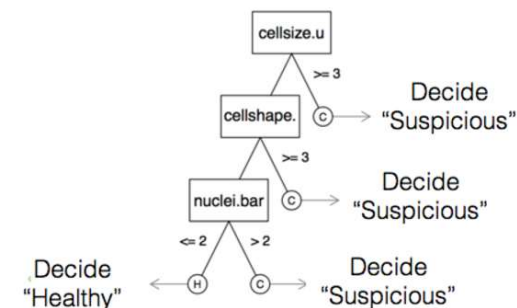 cellsize.u
>= 3
C
Decide
“Suspicious”
cellshape.
>= 3
C
Decide
“Suspicious”
nuclei.bar
<= 2
> 2
Decide
“Healthy”
H
C
Decide
“Suspicious”